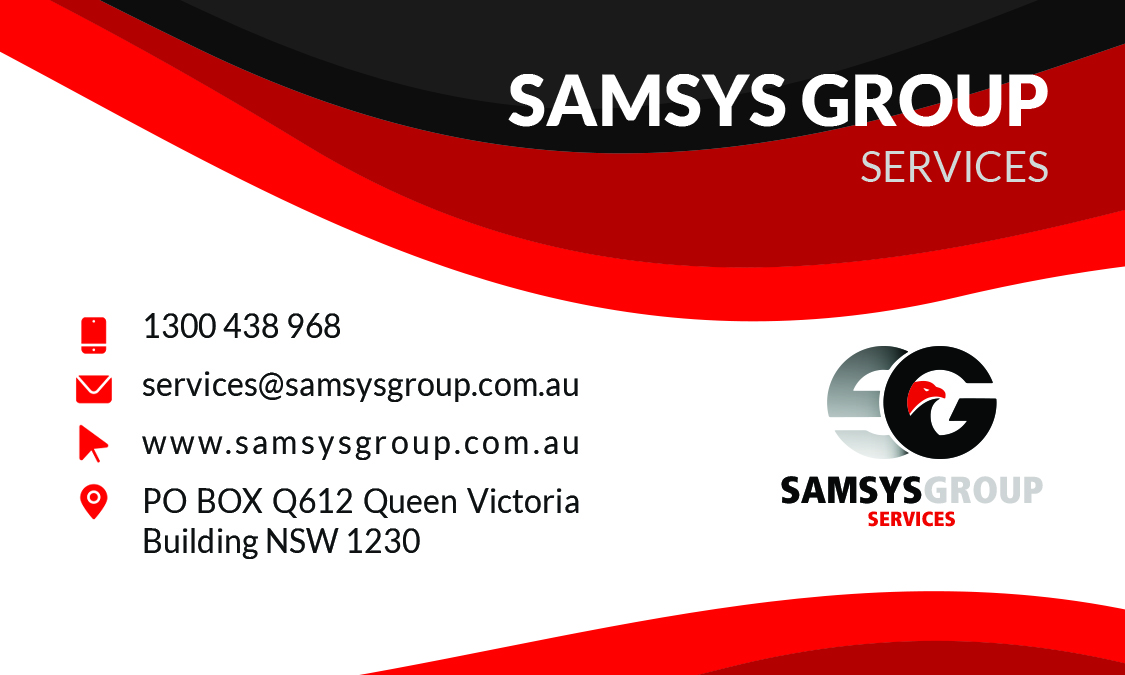 SAMSYS GROUP
SERVICES
1300 438 968
services@samsysgroup.com.au
www.samsysgroup.com.au
PO BOX Q612 Queen Victoria
Building NSW 1230
SG
SAMSYSGROUP
SERVICES